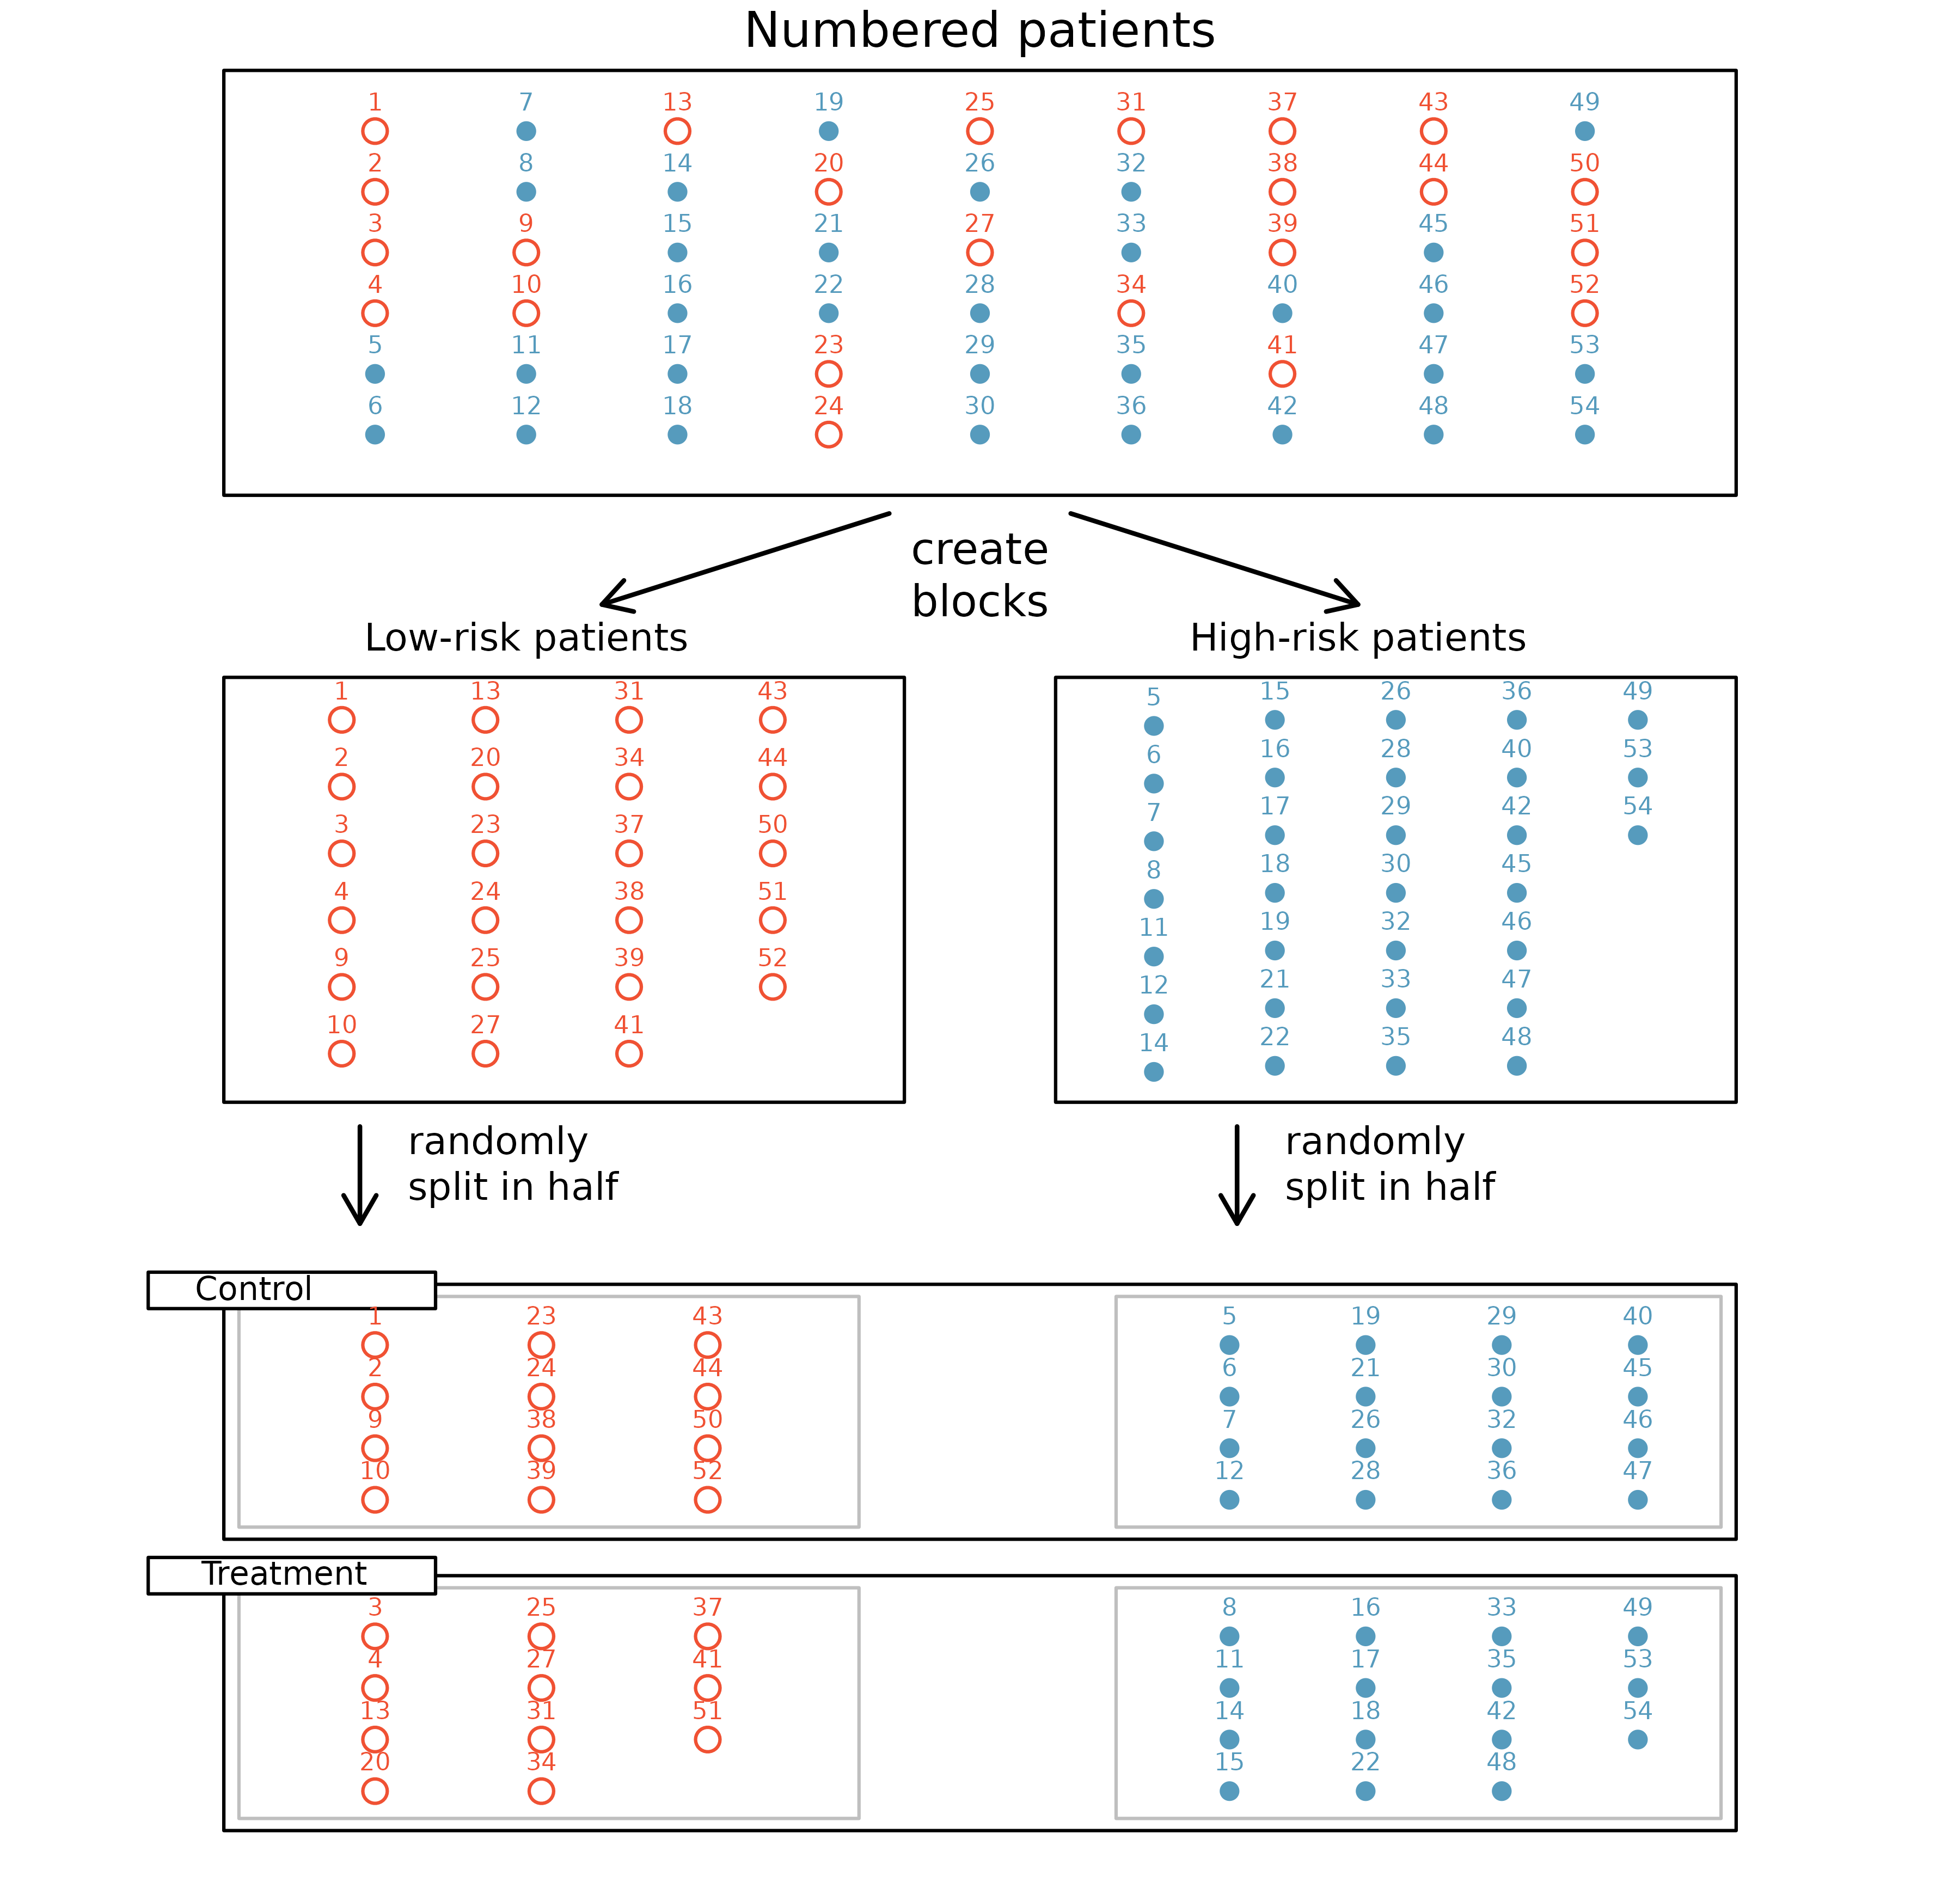 Numbered patients
1 7 13 19 25 31 37 43 49
2 8 14 20 26 32 38 44 50
3 9 15 21 27 33 39 45 51
4 10 16 22 28 34 40 46 52
5 11 17 23 29 35 41 47 53
6 12 18 24 30 36 42 48 54
create
blocks
Low-risk patients
1 13 31 43
2 20 34 44
3 23 37 50
4 24 38 51
9 25 39 52
10 27 41
High-risk patients
5 15 26 36 49
6 16 28 40 53
7 17 29 42 54
8 18 30 45
11 19 32 46
12 21 33 47
14 22 35 48
randomly
split in half
randomly
split in half
Control
1 23 43 5 19 29 40
2 24 44 6 21 30 45
9 38 50 7 26 32 46
10 39 52 12 28 36 47
Treatment
3 25 37 8 16 33 49
4 27 41 11 17 35 53
13 31 51 14 18 42 54
20 34 15 22 48